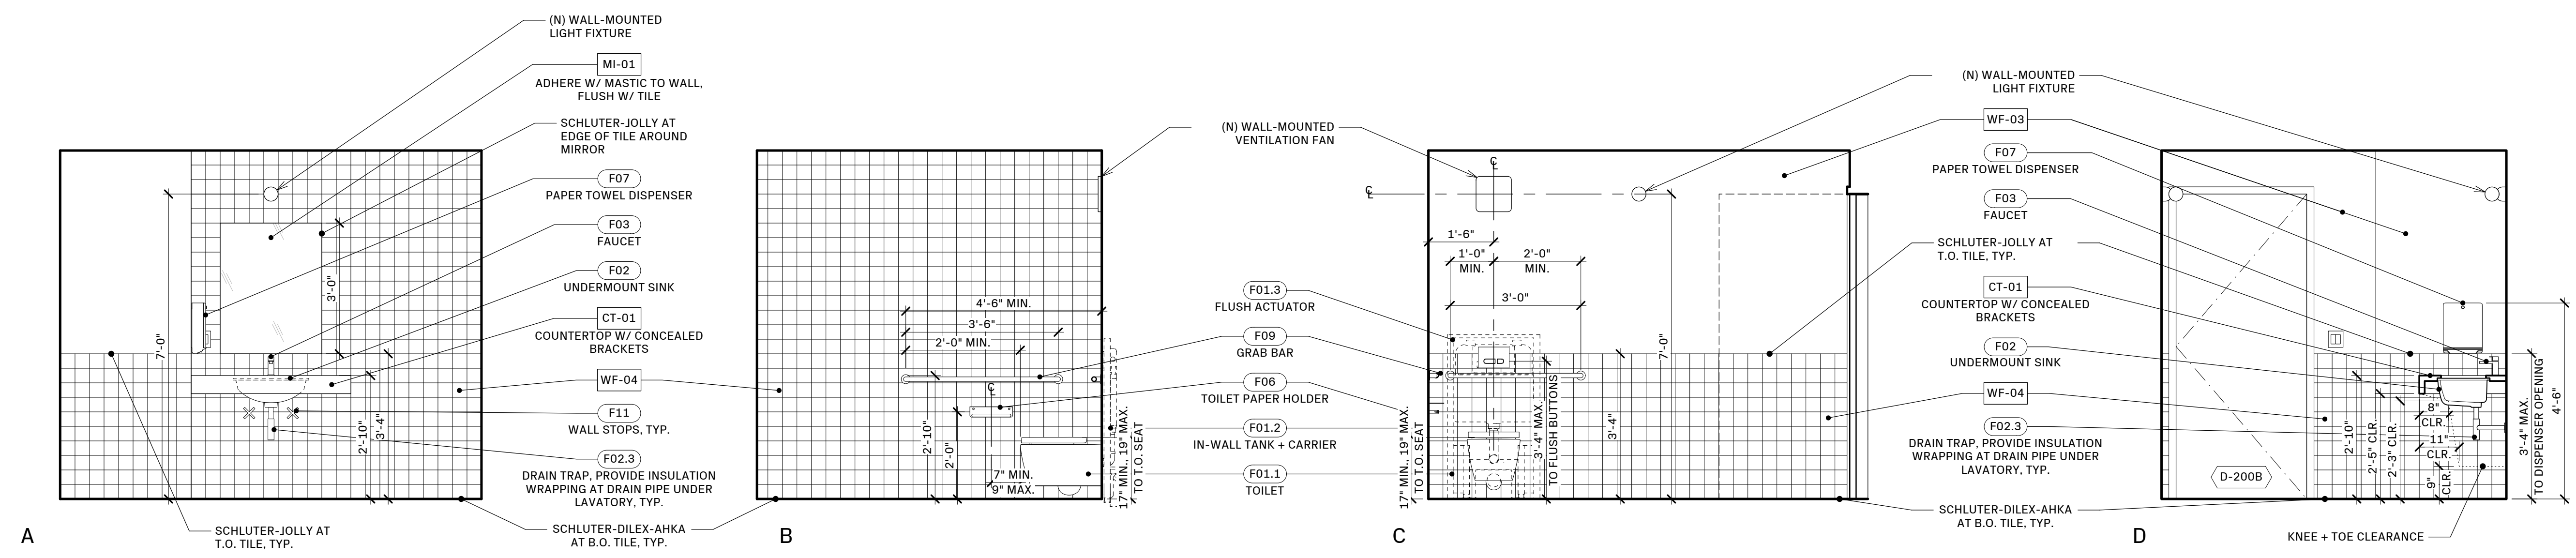 (N) WALL-MOUNTED
LIGHT FIXTURE
MI-01
ADHERE W/ MASTIC TO WALL,
FLUSH W/ TILE
SCHLUTER-JOLLY AT
EDGE OF TILE AROUND
MIRROR
F07
PAPER TOWEL DISPENSER
F03
FAUCET
F02
UNDERMOUNT SINK
CT-01
COUNTERTOP W/ CONCEALED
BRACKETS
WF-04
F11
WALL STOPS, TYP.
F02.3
DRAIN TRAP, PROVIDE INSULATION
WRAPPING AT DRAIN PIPE UNDER
LAVATORY, TYP.
7'-0"
3'-0"
2'-10"
3'-4"
SCHLUTER-JOLLY AT
T.O. TILE, TYP.
A
SCHLUTER-DILEX-AHKA
AT B.O. TILE, TYP.
4'-6" MIN.
3'-6"
2'-0" MIN.
CL
2'-10"
2'-0"
7" MIN.
9" MAX.
17" MIN., 19" MAX.
TO T.O. SEAT
B
(N) WALL-MOUNTED
VENTILATION FAN
F01.3
FLUSH ACTUATOR
F09
GRAB BAR
F06
TOILET PAPER HOLDER
F01.2
IN-WALL TANK + CARRIER
F01.1
TOILET
CL
CL
1'-6"
1'-0"
MIN.
2'-0"
MIN.
3'-0"
17" MIN., 19" MAX.
TO T.O. SEAT
3'-4" MAX.
TO FLUSH BUTTONS
3'-4"
7'-0"
C
(N) WALL-MOUNTED
LIGHT FIXTURE
WF-03
F07
PAPER TOWEL DISPENSER
F03
FAUCET
SCHLUTER-JOLLY AT
T.O. TILE, TYP.
CT-01
COUNTERTOP W/ CONCEALED
BRACKETS
F02
UNDERMOUNT SINK
WF-04
F02.3
DRAIN TRAP, PROVIDE INSULATION
WRAPPING AT DRAIN PIPE UNDER
LAVATORY, TYP.
SCHLUTER-DILEX-AHKA
AT B.O. TILE, TYP.
D-200B
2'-10"
2'-5" CLR.
2'-3" CLR.
8"
CLR.
11"
CLR.
9"
CLR.
3'-4" MAX.
TO DISPENSER OPENING
4'-6"
KNEE + TOE CLEARANCE
D